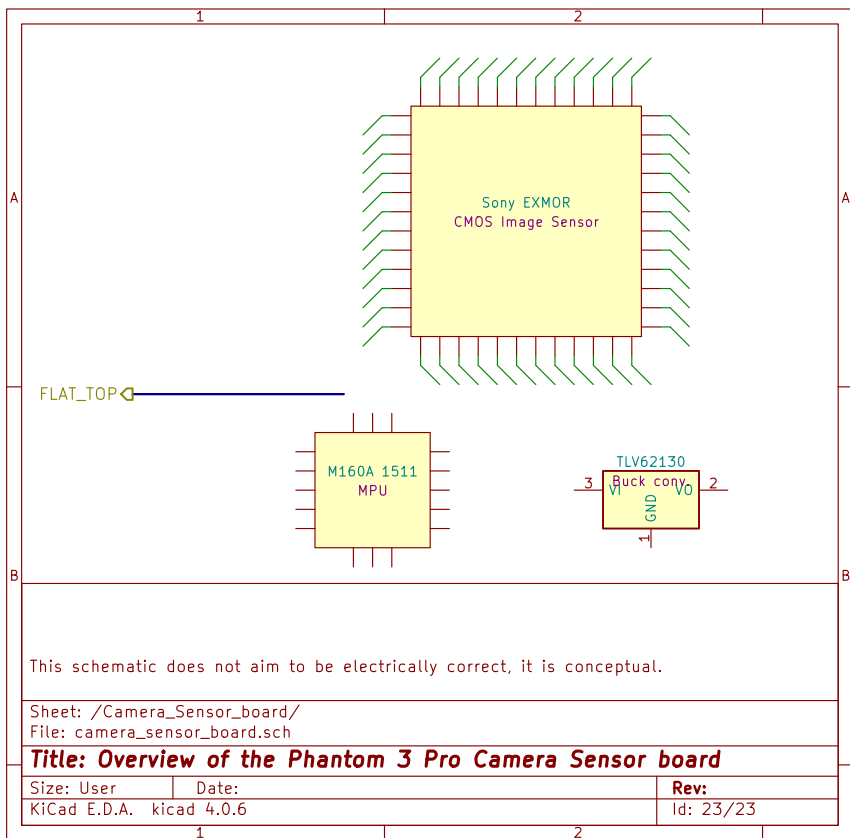 1 2
A A
Sony EXMOR
CMOS Image Sensor
FLAT_TOP
M160A 1511
MPU
TLV62130
Buck conv.
3 VI VO 2
GND
1
B B
This schematic does not aim to be electrically correct, it is conceptual.
Sheet: /Camera_Sensor_board/
File: camera_sensor_board.sch
Title: Overview of the Phantom 3 Pro Camera Sensor board
Size: User Date: Rev:
KiCad E.D.A. kicad 4.0.6 Id: 23/23
1 2